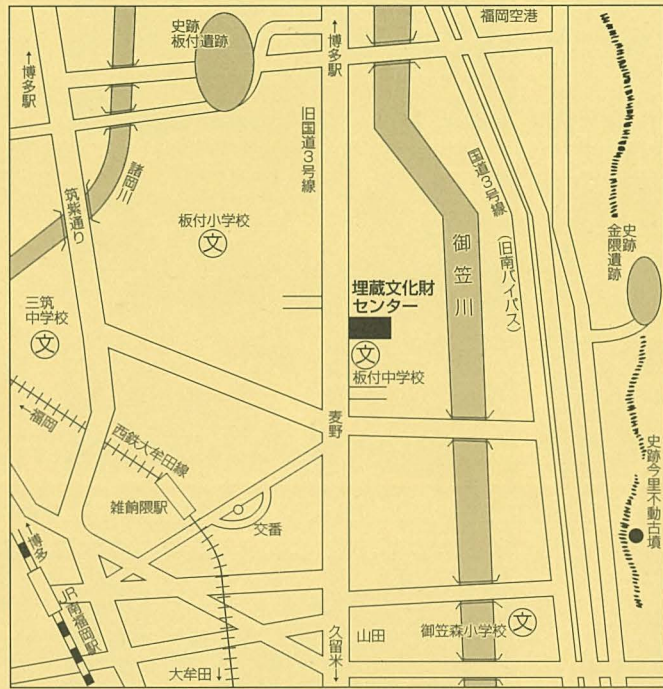 史跡
板付遺跡
↑博多駅
福岡空港
↑博多駅
旧国道3号線
諸岡川
筑紫通り
国道3号線
(旧南バイパス)
板付小学校
文
御笠川
史跡
金隈遺跡
埋蔵文化財
センター
三筑
中学校
文
文
板付中学校
←福岡
西鉄大牟田線
麦野
史跡今里不動古墳
雑餉隈駅
交番
↑博多
JR南福岡駅
大牟田↓
久留米→
山田
御笠森小学校
文